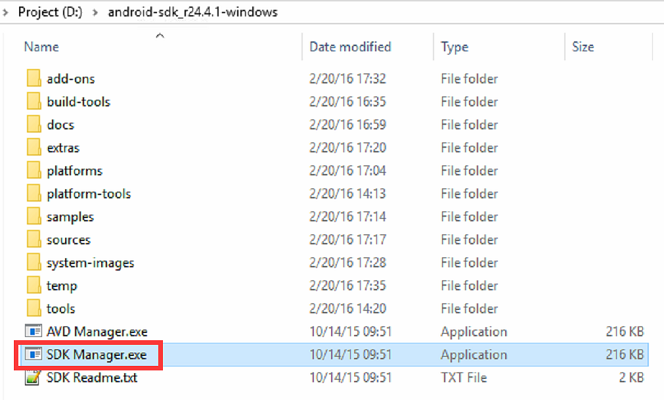 Project (D:) > android-sdk_r24.4.1-windows
Name Date modified Type Size
add-ons 2/20/16 17:32 File folder
build-tools 2/20/16 16:35 File folder
docs 2/20/16 16:59 File folder
extras 2/20/16 17:20 File folder
platforms 2/20/16 17:04 File folder
platform-tools 2/20/16 14:13 File folder
samples 2/20/16 17:14 File folder
sources 2/20/16 17:17 File folder
system-images 2/20/16 17:28 File folder
temp 2/20/16 17:35 File folder
tools 2/20/16 14:20 File folder
AVD Manager.exe 10/14/15 09:51 Application 216 KB
SDK Manager.exe 10/14/15 09:51 Application 216 KB
SDK Readme.txt 10/14/15 09:51 TXT File 2 KB